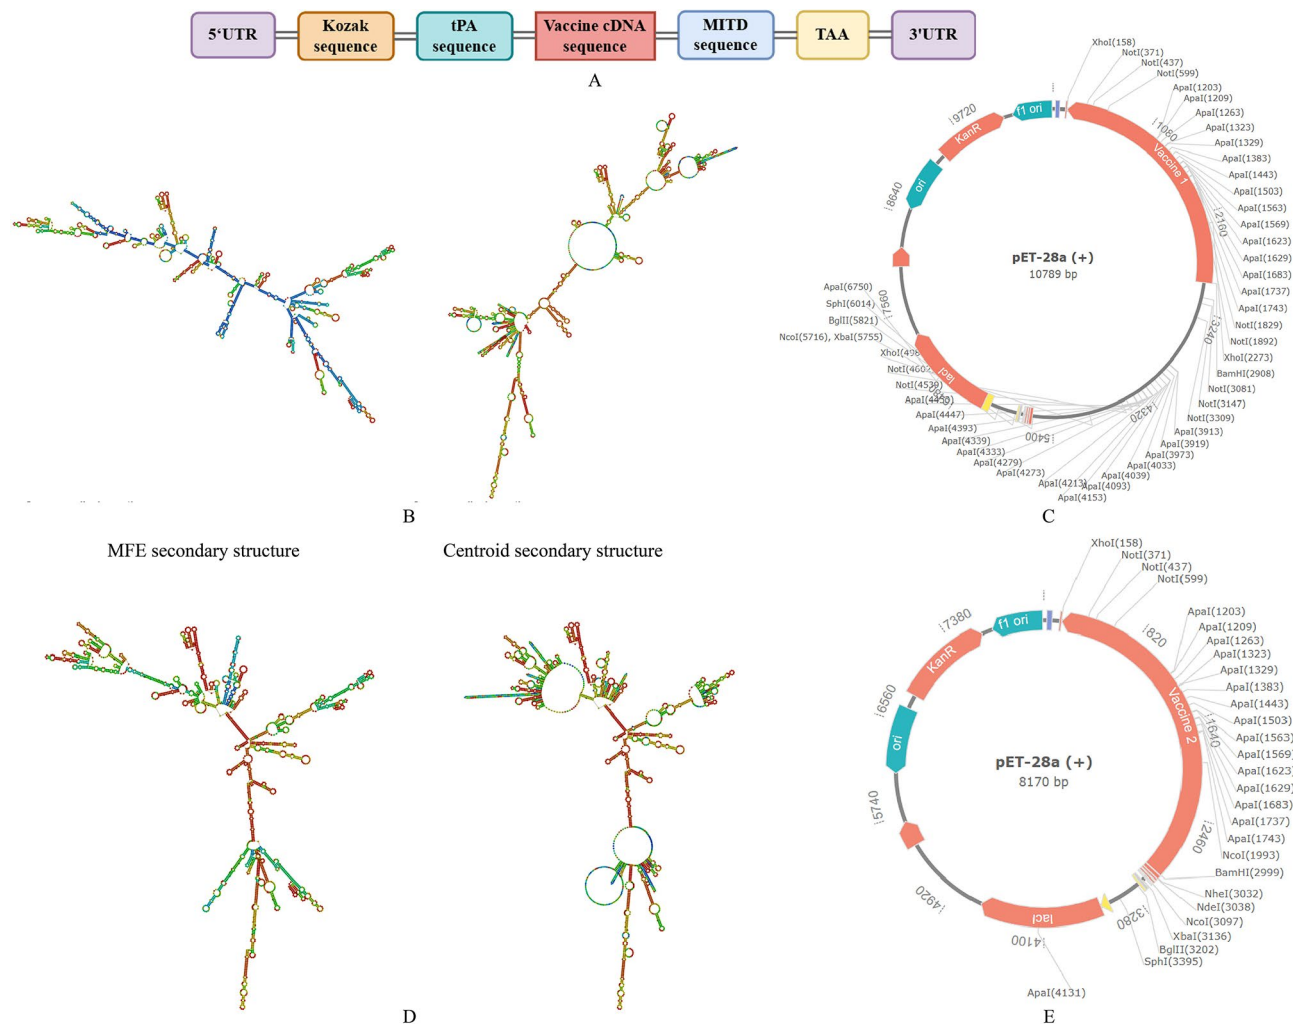 5‘UTR
Kozak
sequence
tPA
sequence
Vaccine cDNA
sequence
MITD
sequence
TAA
3'UTR
A
B
XhoI(158)
NotI(371)
NotI(437)
NotI(599)
ApaI(1203)
ApaI(1209)
ApaI(1263)
ApaI(1323)
ApaI(1329)
ApaI(1383)
ApaI(1443)
ApaI(1503)
ApaI(1563)
ApaI(1569)
ApaI(1623)
ApaI(1629)
ApaI(1683)
ApaI(1737)
ApaI(1743)
NotI(1829)
NotI(1892)
XhoI(2273)
BamHI(2908)
NotI(3081)
NotI(3147)
NotI(3309)
ApaI(3913)
ApaI(3919)
ApaI(3973)
ApaI(4033)
ApaI(4039)
ApaI(4093)
ApaI(4153)
ApaI(4213)
ApaI(4273)
ApaI(4279)
ApaI(4333)
ApaI(4339)
ApaI(4393)
ApaI(4447)
NotI(4539)
ApaI(6750)
SphI(6014)
BglII(5821)
NcoI(5716), XbaI(5755)
f1 ori
KanR
ori
lacI
Vaccine 1
1080
2160
3240
4320
5400
7560
8640
9720
pET-28a (+)
10789 bp
C
MFE secondary structure
Centroid secondary structure
D
XhoI(158)
NotI(371)
NotI(437)
NotI(599)
ApaI(1203)
ApaI(1209)
ApaI(1263)
ApaI(1323)
ApaI(1329)
ApaI(1383)
ApaI(1443)
ApaI(1503)
ApaI(1563)
ApaI(1569)
ApaI(1623)
ApaI(1629)
ApaI(1683)
ApaI(1737)
ApaI(1743)
NcoI(1993)
BamHI(2999)
NheI(3032)
NdeI(3038)
NcoI(3097)
XbaI(3136)
BglII(3202)
SphI(3395)
ApaI(4131)
f1 ori
KanR
ori
lacI
Vaccine 2
820
1640
2460
3280
4100
4920
5740
6560
7380
pET-28a (+)
8170 bp
E